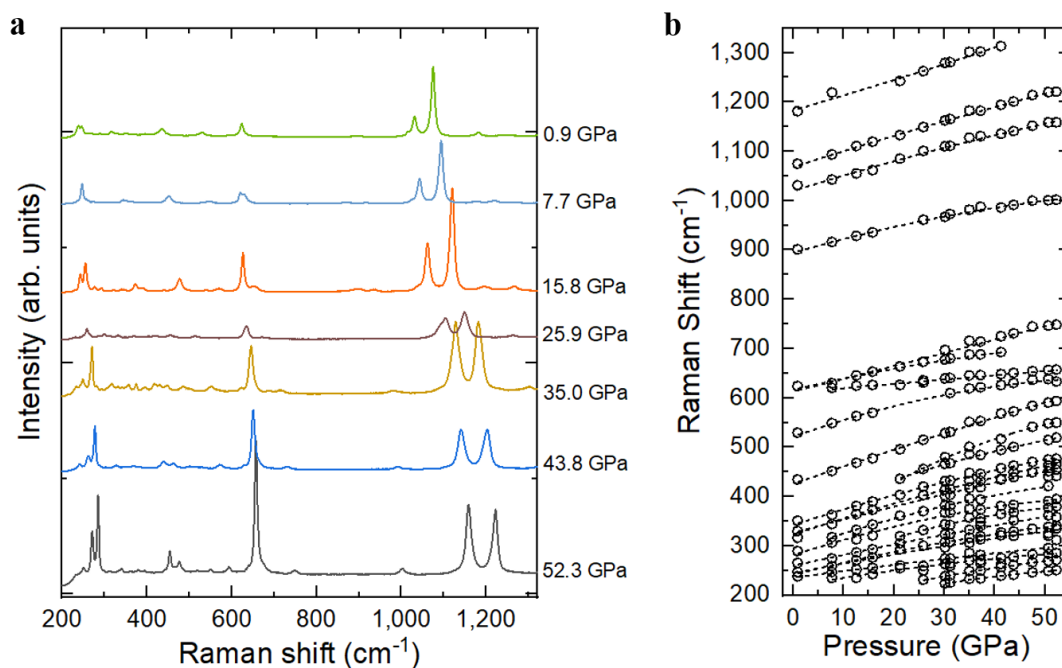 a
Intensity (arb. units)
0.9 GPa
7.7 GPa
15.8 GPa
25.9 GPa
35.0 GPa
43.8 GPa
52.3 GPa
200 400 600 800 1,000 1,200
Raman shift (cm⁻¹)
b
Raman Shift (cm⁻¹)
1,300
1,200
1,100
1,000
900
800
700
600
500
400
300
200
0 10 20 30 40 50
Pressure (GPa)